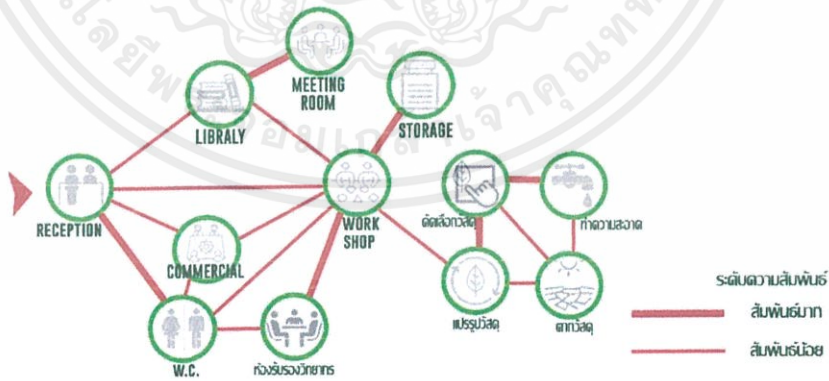 MEETING
ROOM
LIBRALY
STORAGE
RECEPTION
WORK
SHOP
COMMERCIAL
W.C.
ห้องรับรองวิทยากร
คัดเลือกวัสดุ
ทำความสะอาด
แปรรูปวัสดุ
ตากวัสดุ
ระดับความสัมพันธ์
สัมพันธ์มาก
สัมพันธ์น้อย